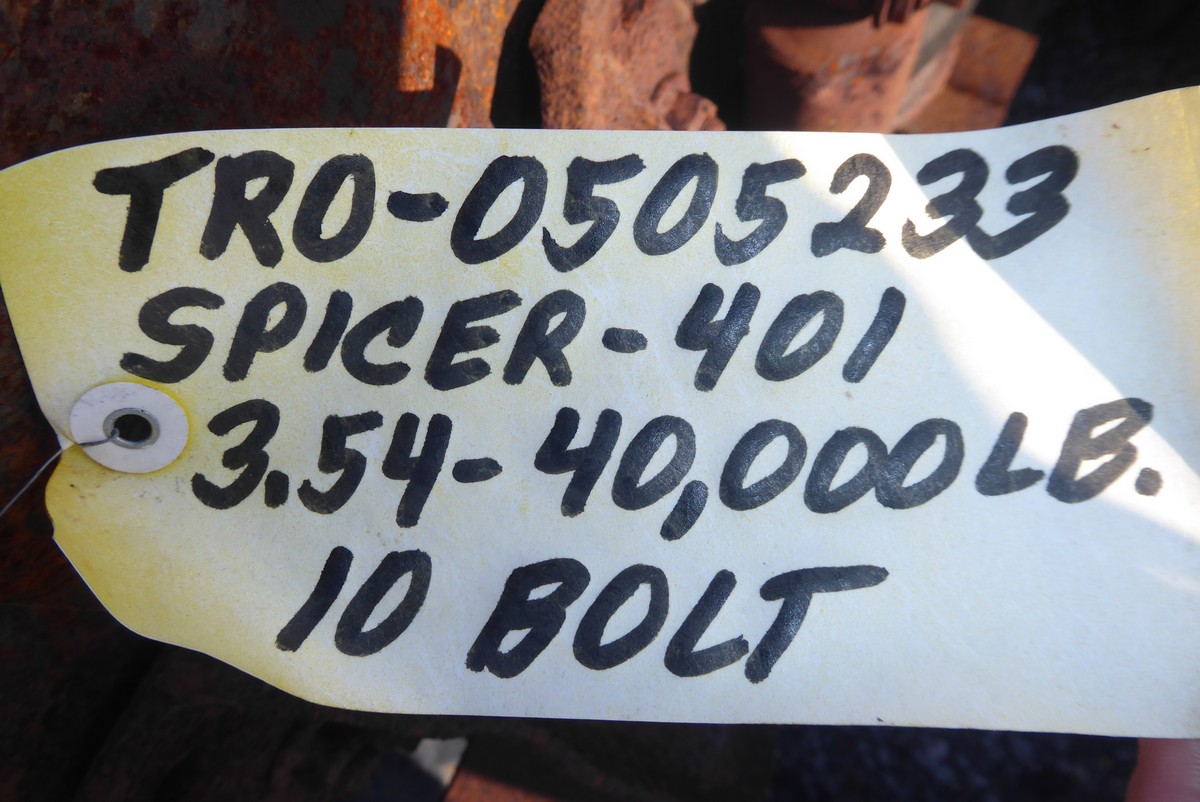 TRO-0505233
SPICER-401
3.54-40,000LB.
10 BOLT